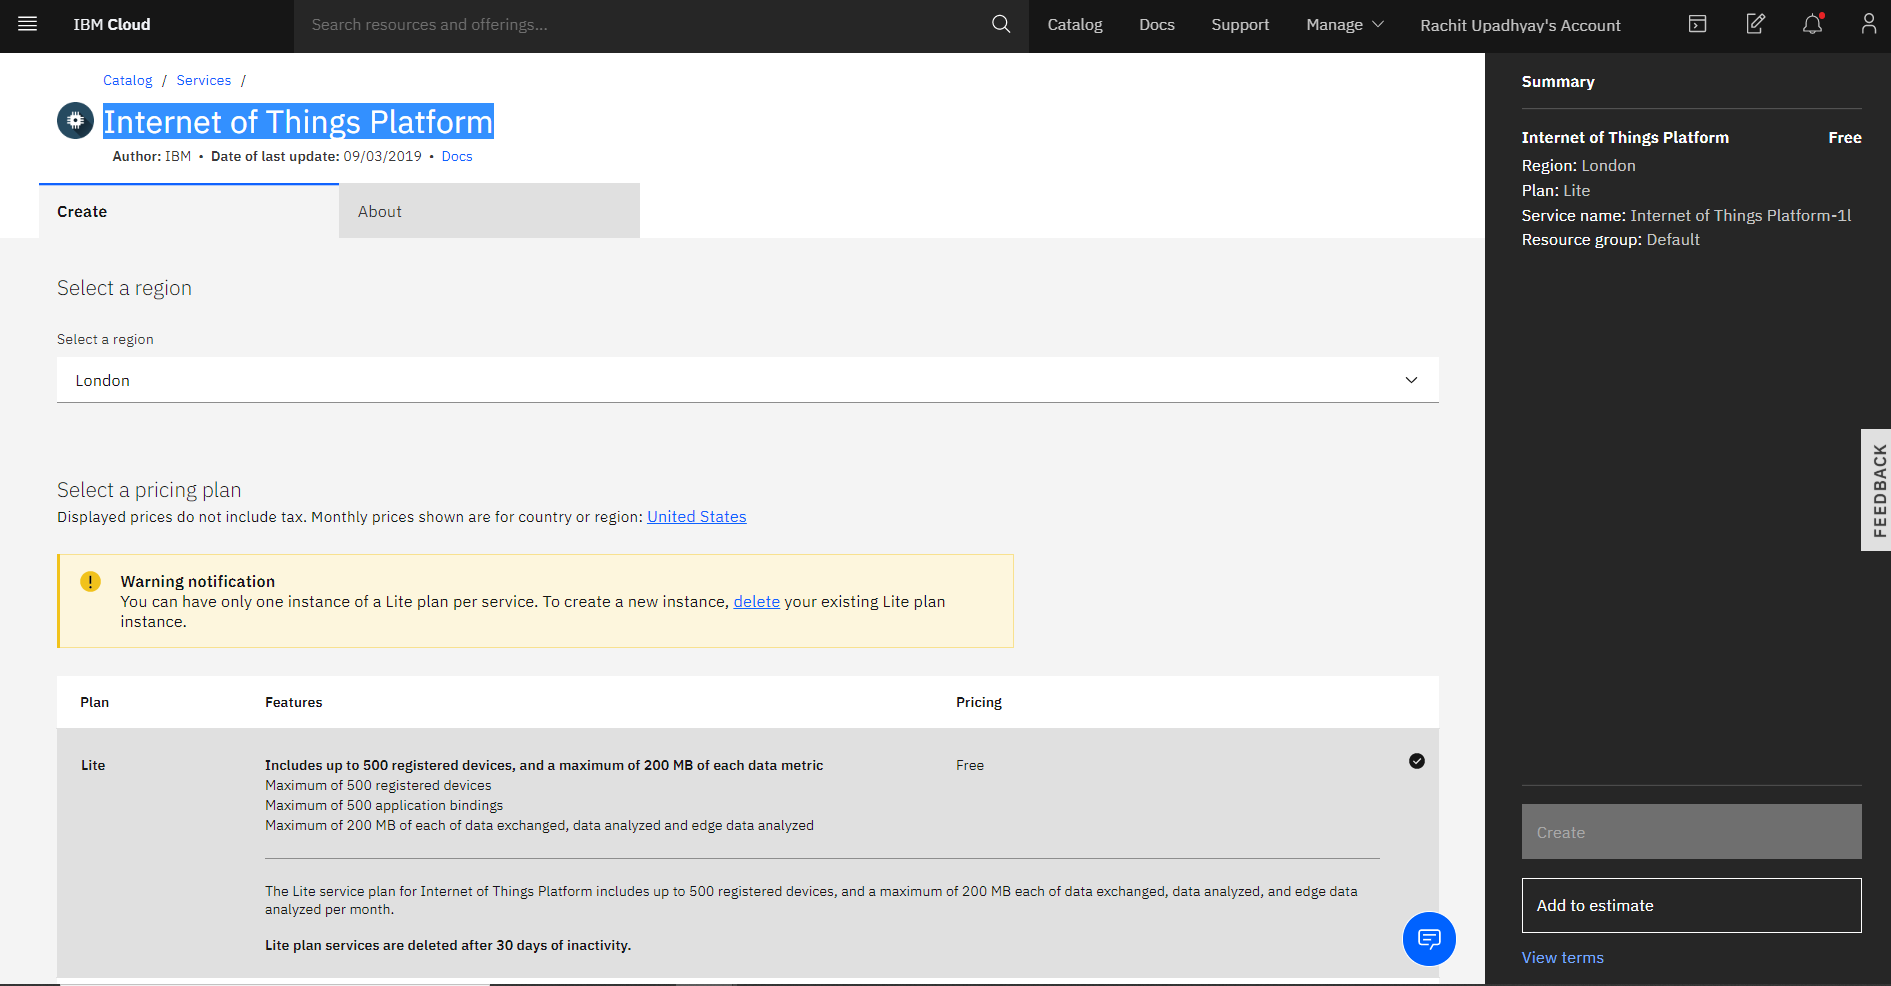 IBM Cloud
Search resources and offerings...
Catalog
Docs
Support
Manage
Rachit Upadhyay's Account
Catalog / Services /
Internet of Things Platform
Author: IBM • Date of last update: 09/03/2019 • Docs
Create
About
Select a region
Select a region
London
Select a pricing plan
Displayed prices do not include tax. Monthly prices shown are for country or region: United States
Warning notification
You can have only one instance of a Lite plan per service. To create a new instance, delete your existing Lite plan
instance.
Plan
Features
Pricing
Lite
Includes up to 500 registered devices, and a maximum of 200 MB of each data metric
Free
Maximum of 500 registered devices
Maximum of 500 application bindings
Maximum of 200 MB of each of data exchanged, data analyzed and edge data analyzed
The Lite service plan for Internet of Things Platform includes up to 500 registered devices, and a maximum of 200 MB each of data exchanged, data analyzed, and edge data
analyzed per month.
Lite plan services are deleted after 30 days of inactivity.
Summary
Internet of Things Platform
Free
Region: London
Plan: Lite
Service name: Internet of Things Platform-1l
Resource group: Default
FEEDBACK
Create
Add to estimate
View terms